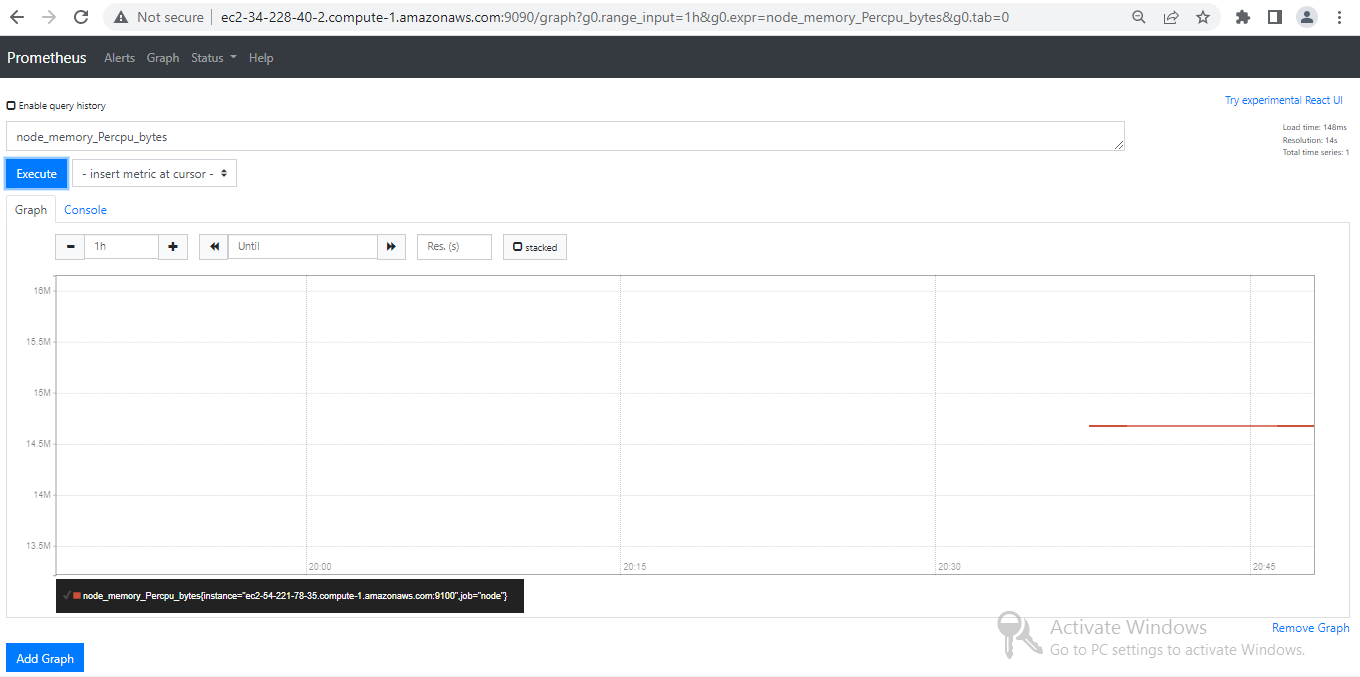 Not secure
ec2-34-228-40-2.compute-1.amazonaws.com:9090/graph?g0.range_input=1h&g0.expr=node_memory_Percpu_bytes&g0.tab=0
Prometheus Alerts Graph Status Help
Enable query history
Try experimental React UI
node_memory_Percpu_bytes
Load time: 148ms
Resolution: 14s
Total time series: 1
Execute
- insert metric at cursor -
Graph Console
1h
Until
Res. (s)
stacked
16M
15.5M
15M
14.5M
14M
13.5M
20:00 20:15 20:30 20:45
node_memory_Percpu_bytes{instance="ec2-54-221-78-35.compute-1.amazonaws.com:9100",job="node"}
Activate Windows
Go to PC settings to activate Windows.
Remove Graph
Add Graph